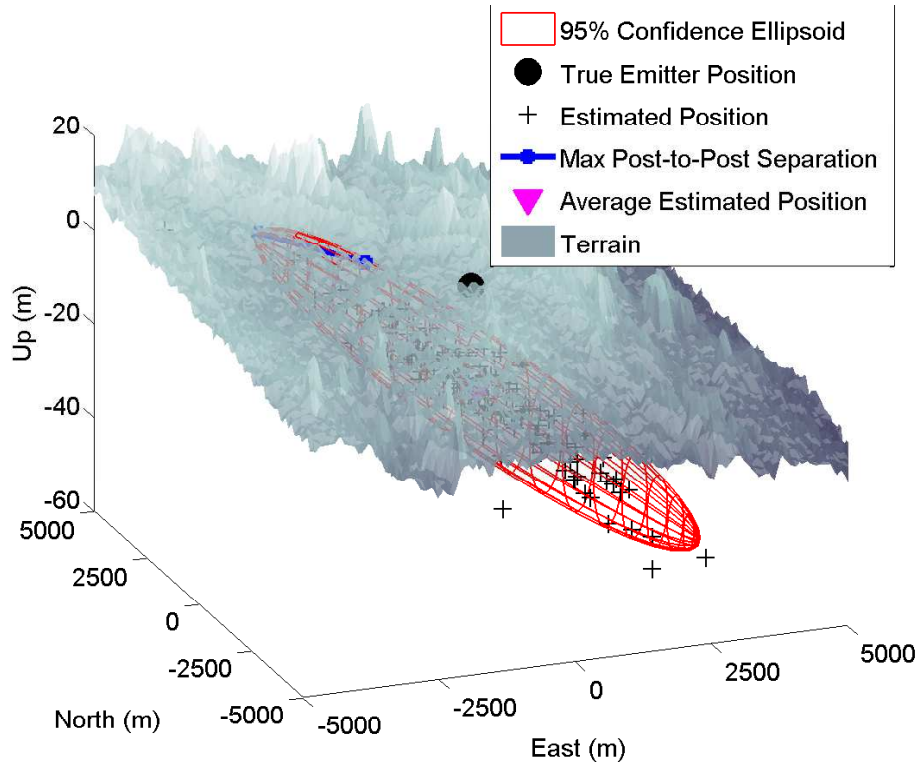 95% Confidence Ellipsoid
True Emitter Position
Estimated Position
Max Post-to-Post Separation
Average Estimated Position
Terrain
20
0
-20
-40
-60
Up (m)
5000
2500
0
-2500
-5000
North (m)
-5000
-2500
0
2500
5000
East (m)